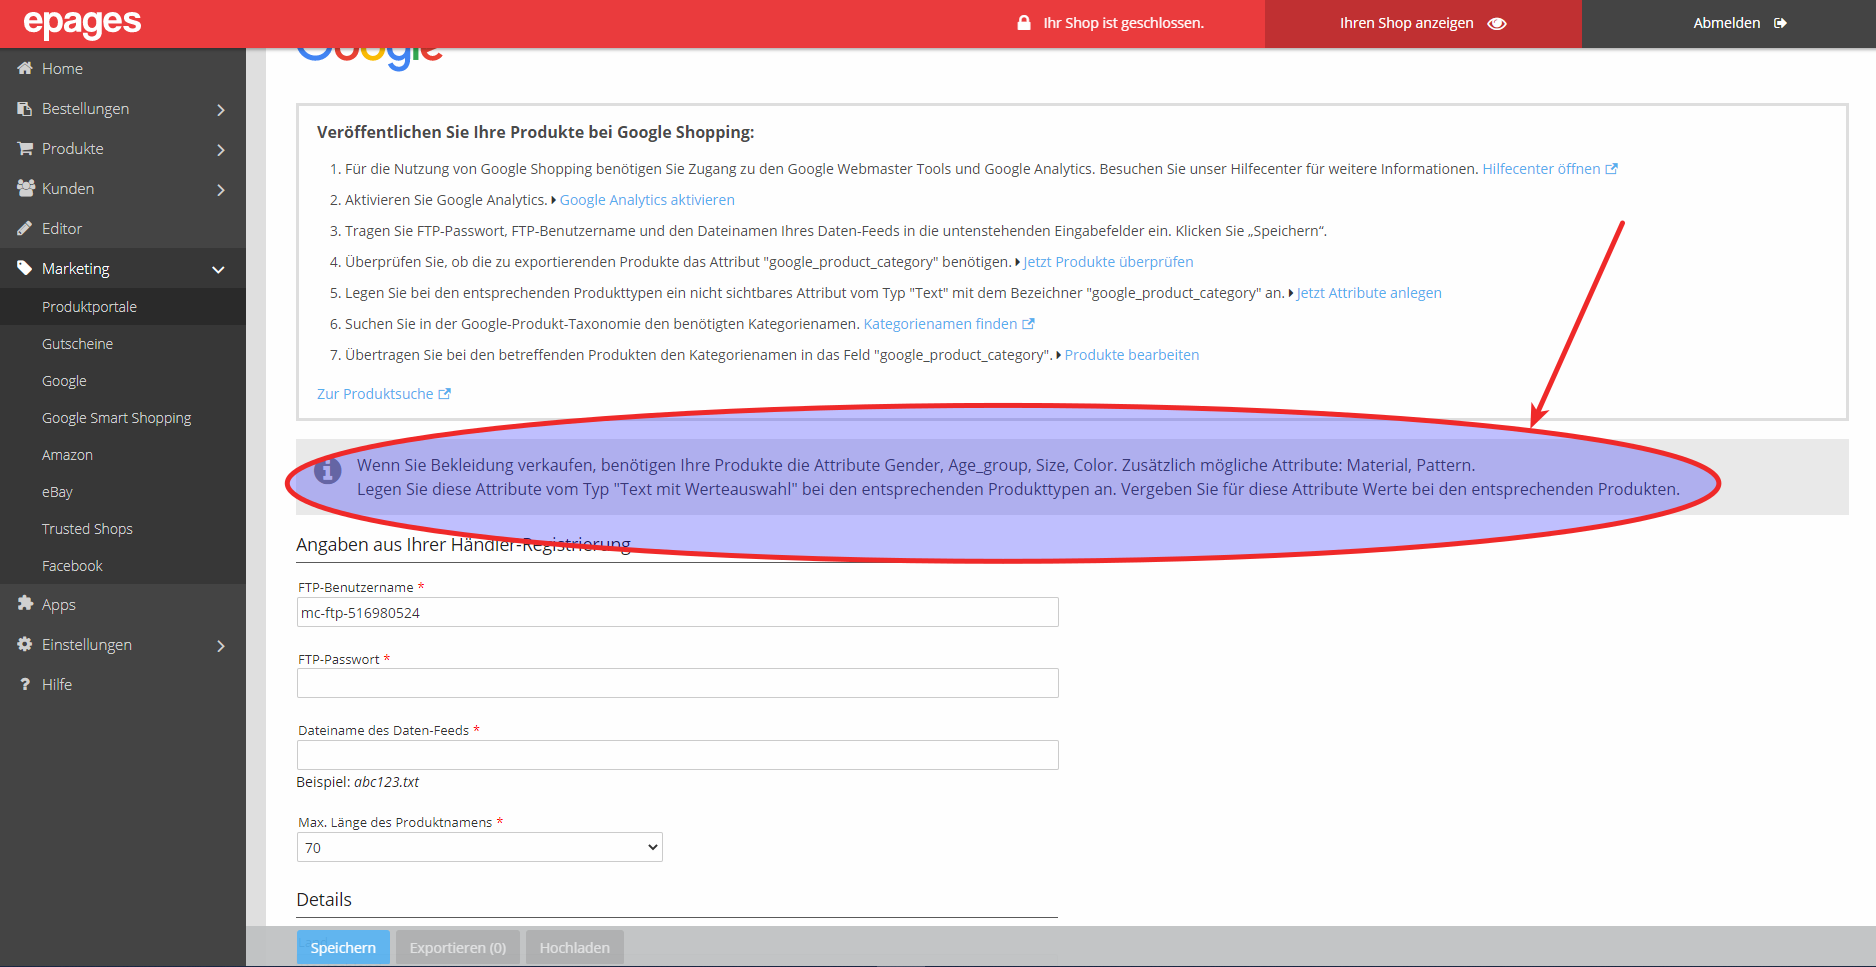 epages
Ihr Shop ist geschlossen.
Ihren Shop anzeigen
Abmelden
Home
Bestellungen
Produkte
Kunden
Editor
Marketing
Produktportale
Gutscheine
Google
Google Smart Shopping
Amazon
eBay
Trusted Shops
Facebook
Apps
Einstellungen
Hilfe
Google
Veröffentlichen Sie Ihre Produkte bei Google Shopping:
1. Für die Nutzung von Google Shopping benötigen Sie Zugang zu den Google Webmaster Tools und Google Analytics. Besuchen Sie unser Hilfecenter für weitere Informationen. Hilfecenter öffnen
2. Aktivieren Sie Google Analytics. Google Analytics aktivieren
3. Tragen Sie FTP-Passwort, FTP-Benutzername und den Dateinamen Ihres Daten-Feeds in die untenstehenden Eingabefelder ein. Klicken Sie „Speichern“.
4. Überprüfen Sie, ob die zu exportierenden Produkte das Attribut "google_product_category" benötigen. Jetzt Produkte überprüfen
5. Legen Sie bei den entsprechenden Produkttypen ein nicht sichtbares Attribut vom Typ "Text" mit dem Bezeichner "google_product_category" an. Jetzt Attribute anlegen
6. Suchen Sie in der Google-Produkt-Taxonomie den benötigten Kategorienamen. Kategorienamen finden
7. Übertragen Sie bei den betreffenden Produkten den Kategorienamen in das Feld "google_product_category". Produkte bearbeiten
Zur Produktsuche
Wenn Sie Bekleidung verkaufen, benötigen Ihre Produkte die Attribute Gender, Age_group, Size, Color. Zusätzlich mögliche Attribute: Material, Pattern.
Legen Sie diese Attribute vom Typ "Text mit Werteauswahl" bei den entsprechenden Produkttypen an. Vergeben Sie für diese Attribute Werte bei den entsprechenden Produkten.
Angaben aus Ihrer Händler-Registrierung
FTP-Benutzername *
mc-ftp-516980524
FTP-Passwort *
Dateiname des Daten-Feeds *
Beispiel: abc123.txt
Max. Länge des Produktnamens *
70
Details
Speichern
Exportieren (0)
Hochladen